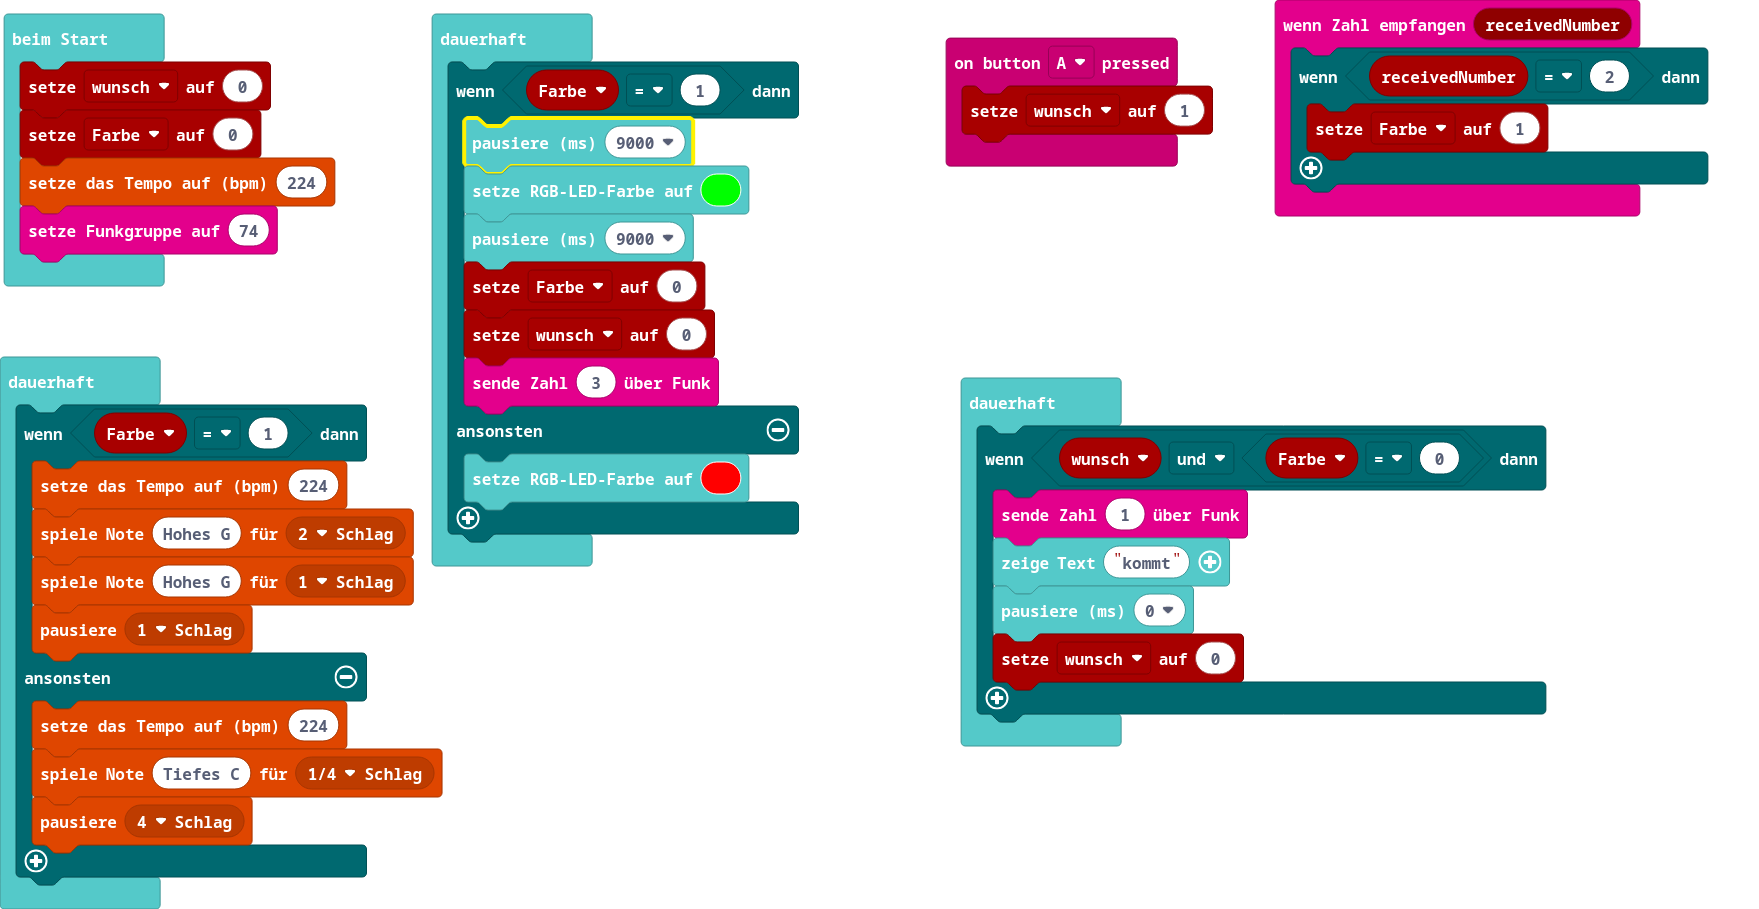 beim Start
setze wunsch auf 0
setze Farbe auf 0
setze das Tempo auf (bpm) 224
setze Funkgruppe auf 74
dauerhaft
wenn Farbe = 1 dann
pausiere (ms) 9000
setze RGB-LED-Farbe auf
pausiere (ms) 9000
setze Farbe auf 0
setze wunsch auf 0
sende Zahl 3 über Funk
ansonsten
setze RGB-LED-Farbe auf
on button A pressed
setze wunsch auf 1
wenn Zahl empfangen receivedNumber
wenn receivedNumber = 2 dann
setze Farbe auf 1
dauerhaft
wenn Farbe = 1 dann
setze das Tempo auf (bpm) 224
spiele Note Hohes G für 2 Schlag
spiele Note Hohes G für 1 Schlag
pausiere 1 Schlag
ansonsten
setze das Tempo auf (bpm) 224
spiele Note Tiefes C für 1/4 Schlag
pausiere 4 Schlag
dauerhaft
wenn wunsch und Farbe = 0 dann
sende Zahl 1 über Funk
zeige Text "kommt"
pausiere (ms) 0
setze wunsch auf 0